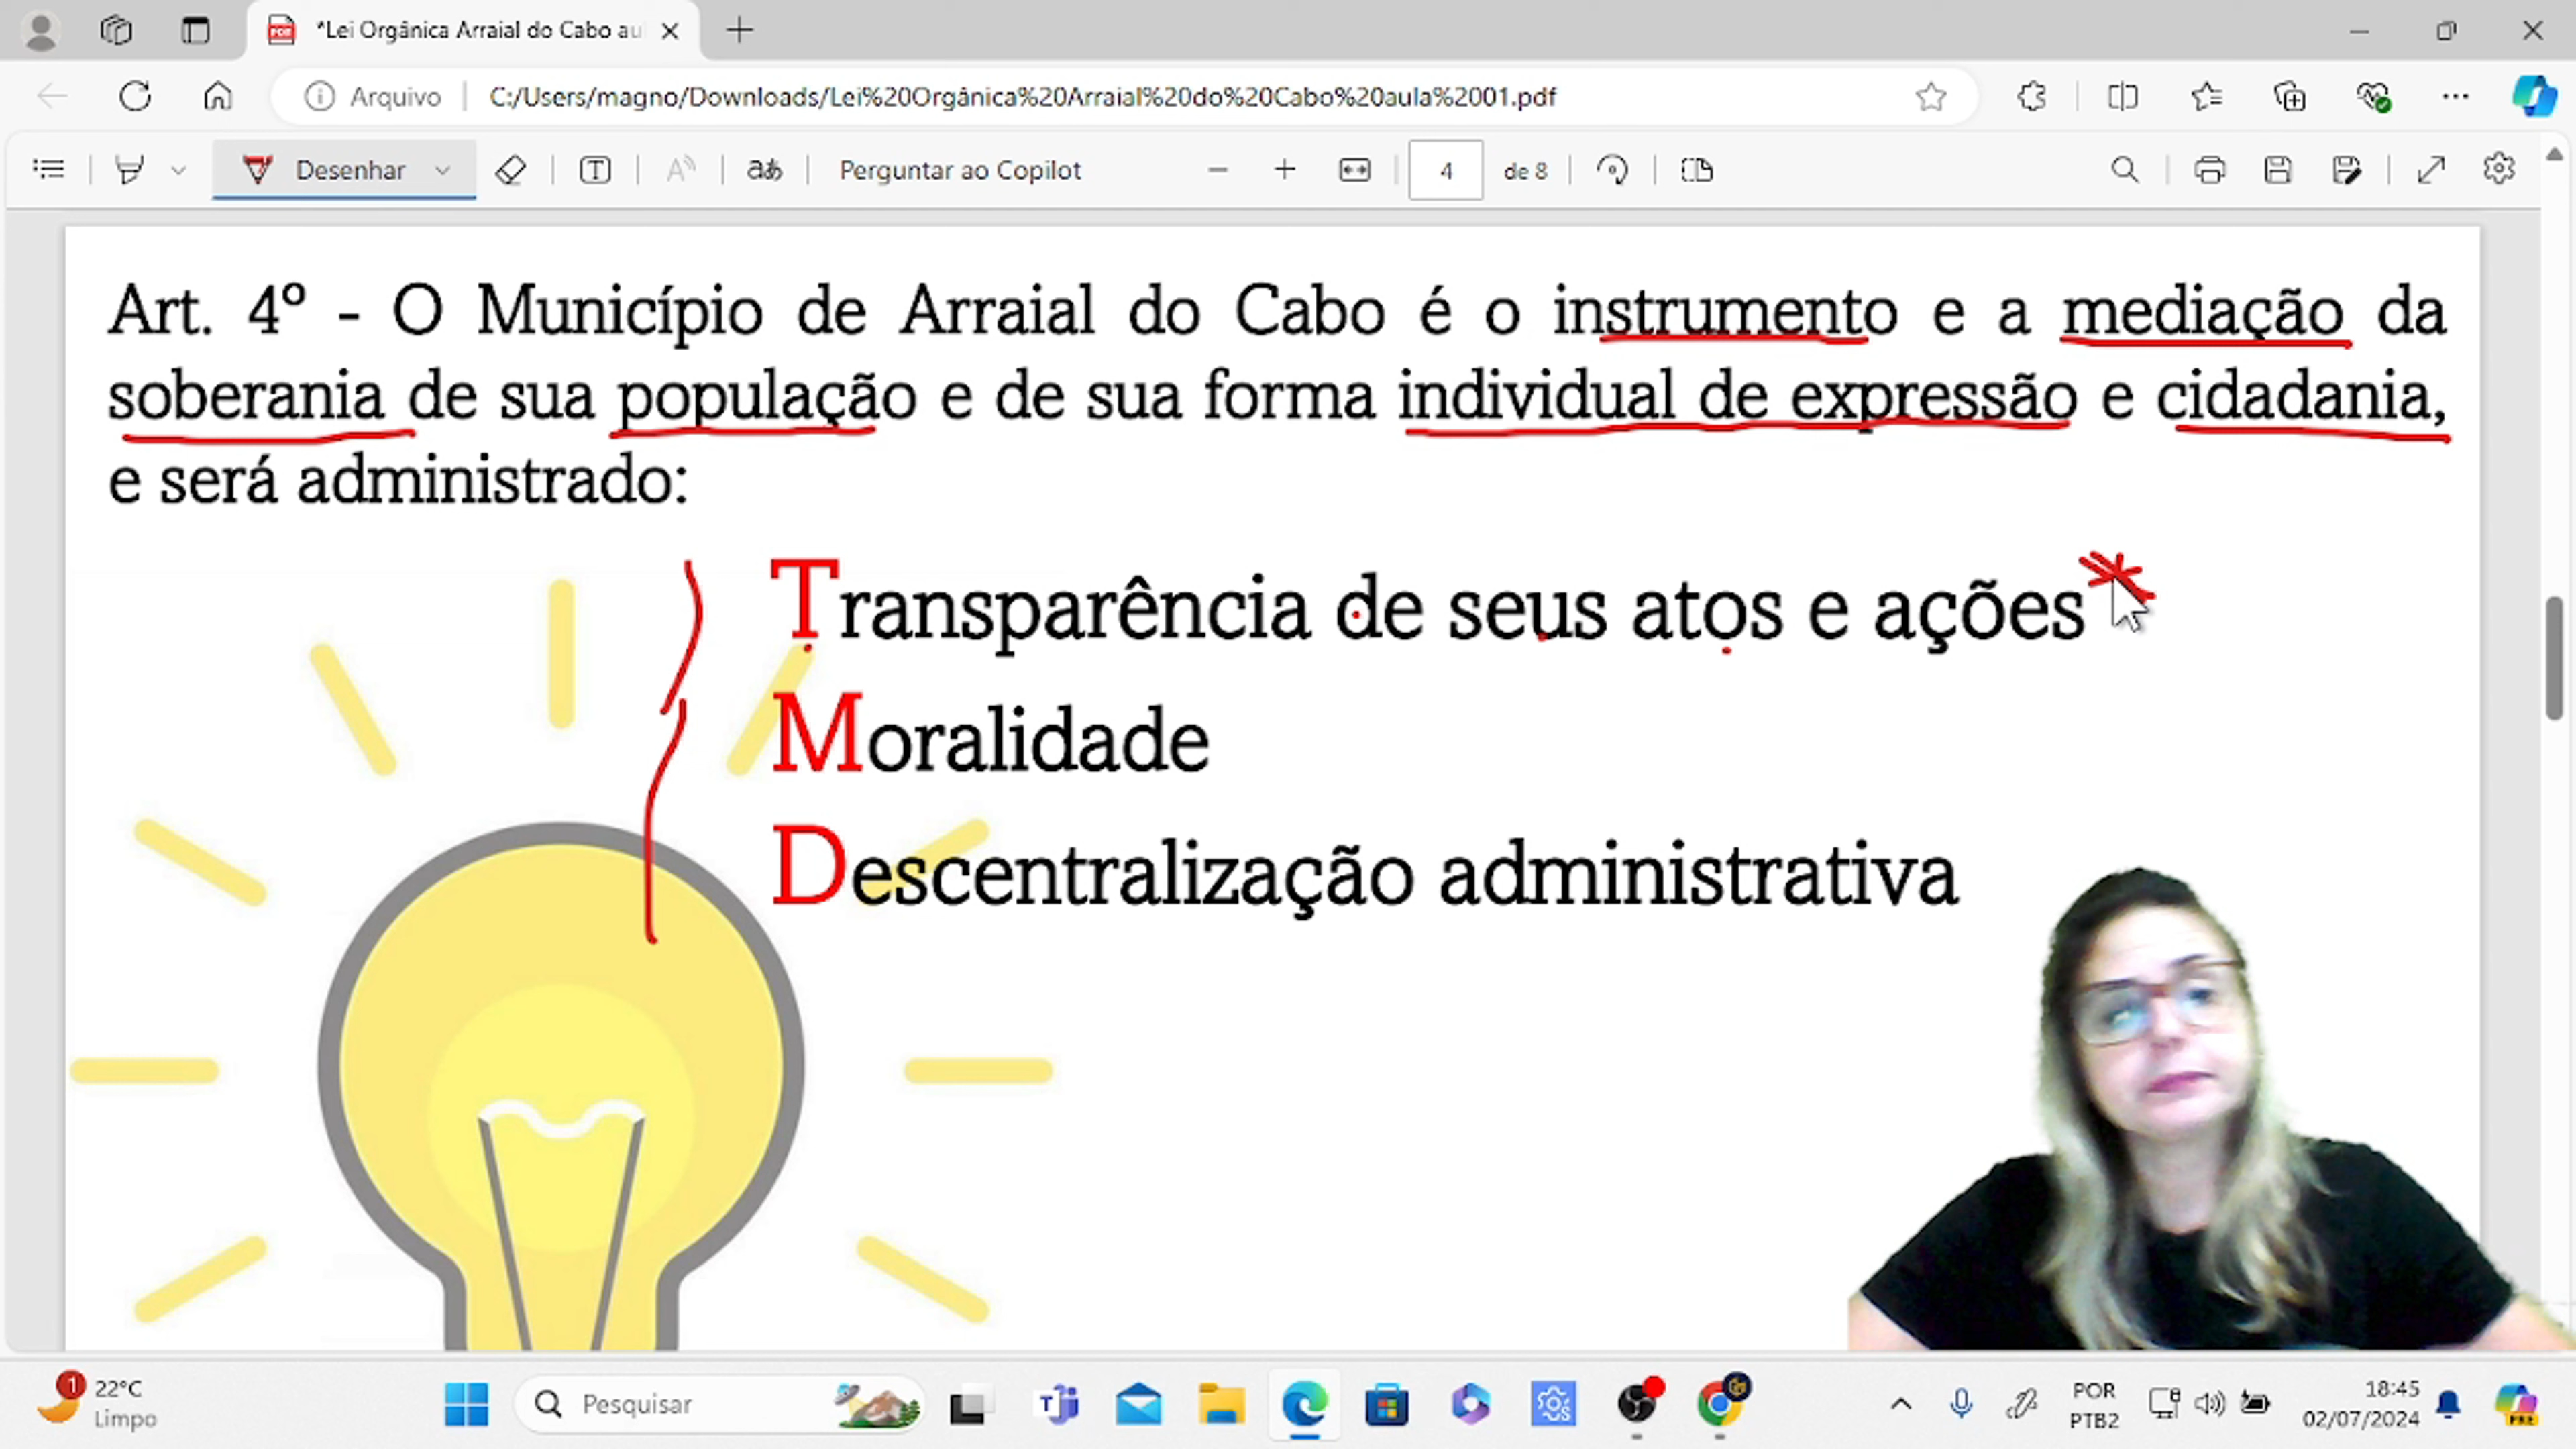 *Lei Orgânica Arraial do Cabo au
Arquivo
C:/Users/magno/Downloads/Lei%20Orgânica%20Arraial%20do%20Cabo%20aula%2001.pdf
Desenhar
Perguntar ao Copilot
4 de 8
Art. 4º - O Município de Arraial do Cabo é o instrumento e a mediação da
soberania de sua população e de sua forma individual de expressão e cidadania,
e será administrado:
Transparência de seus atos e ações*
Moralidade
Descentralização administrativa
1
22°C
Limpo
Pesquisar
POR
PTB2
18:45
02/07/2024
PRE